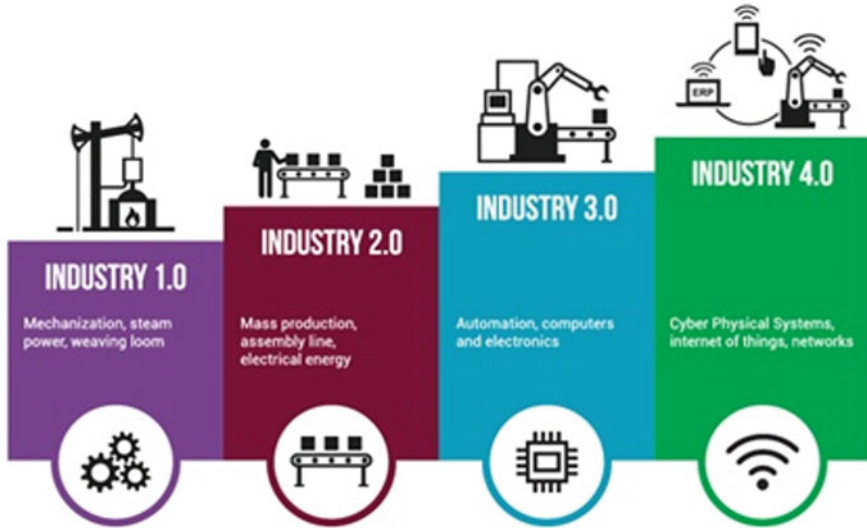 ERP
INDUSTRY 1.0
Mechanization, steam
power, weaving loom
INDUSTRY 2.0
Mass production,
assembly line,
electrical energy
INDUSTRY 3.0
Automation, computers
and electronics
INDUSTRY 4.0
Cyber Physical Systems,
internet of things, networks